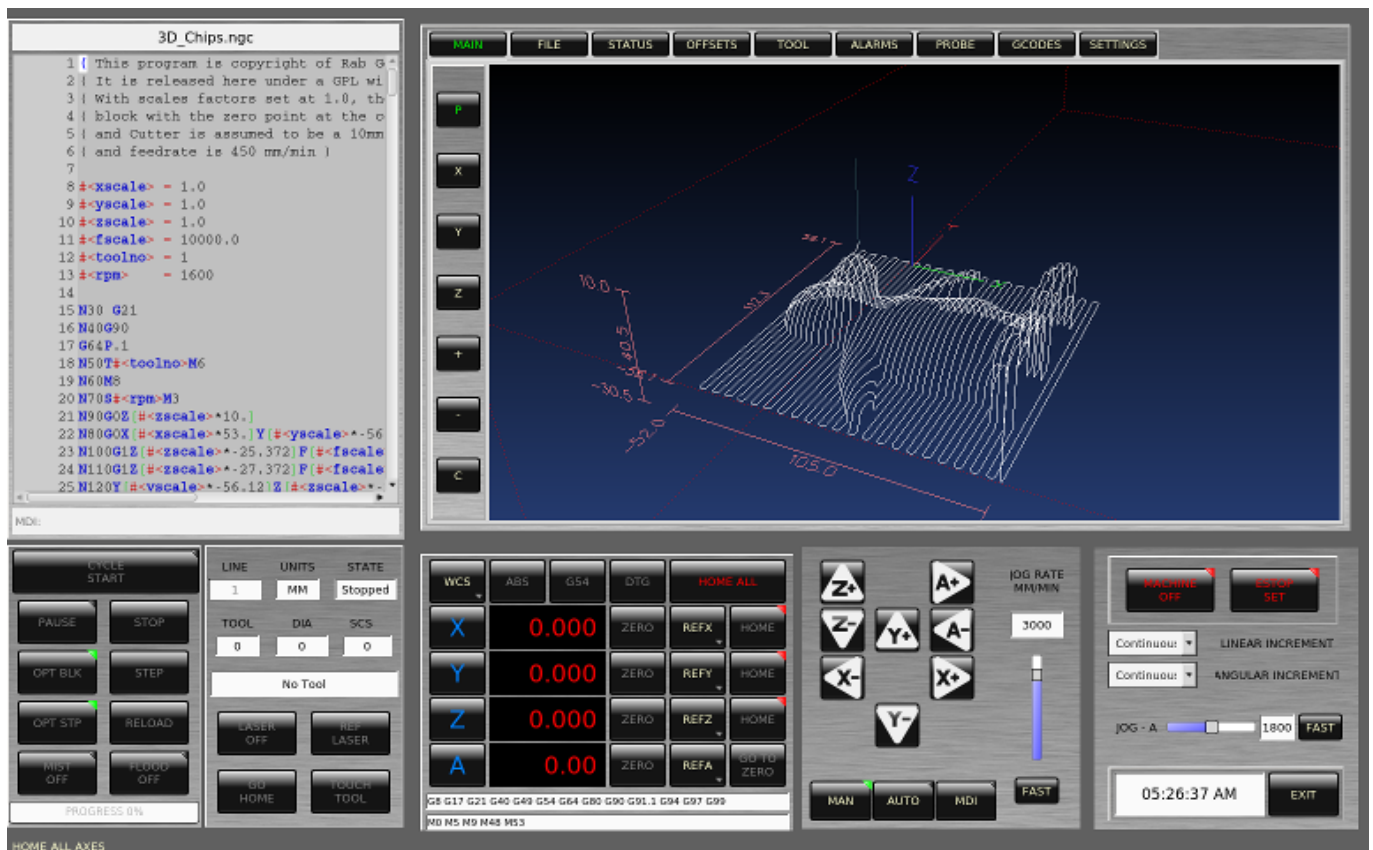 3D_Chips.ngc
1 ( This program is copyright of Rab G
2 ( It is released here under a GPL wi
3 ( With scales factors set at 1.0, th
4 ( block with the zero point at the c
5 ( and Cutter is assumed to be a 10mm
6 ( and feedrate is 450 mm/min )
7
8 #<xscale> = 1.0
9 #<yscale> = 1.0
10 #<zscale> = 1.0
11 #<fscale> = 10000.0
12 #<toolno> = 1
13 #<rpm> = 1600
14
15 N30 G21
16 N40G90
17 G64P.1
18 N50T#<toolno>M6
19 N60M8
20 N70S#<rpm>M3
21 N90G0Z[#<zscale>*10.]
22 N80G0X[#<xscale>*53.]Y[#<yscale>*-56
23 N100G1Z[#<zscale>*-25.372]F[#<fscale
24 N110G1Z[#<zscale>*-27.372]F[#<fscale
25 N120Y[#<yscale>*-56.12]Z[#<zscale>*-
MDI:
MAIN FILE STATUS OFFSETS TOOL ALARMS PROBE GCODES SETTINGS
P
X
Y
Z
+
-
C
Z
Y
10.0
40.5
-30.5
112.3
-52.0
105.0
CYCLE
START
PAUSE STOP
OPT BLK STEP
OPT STP RELOAD
MIST
OFF
FLOOD
OFF
PROGRESS 0%
LINE UNITS STATE
1 MM Stopped
TOOL DIA SCS
0 0 0
No Tool
LASER
OFF
REF
LASER
GO
HOME
TOUCH
TOOL
WCS ABS G54 DTG HOME ALL
X 0.000 ZERO REFX HOME
Y 0.000 ZERO REFY HOME
Z 0.000 ZERO REFZ HOME
A 0.00 ZERO REFA GO TO
ZERO
G8 G17 G21 G40 G49 G54 G64 G80 G90 G91.1 G94 G97 G99
M0 M5 M9 M48 M53
Z+ A+
Z- Y+ A-
X- X+
Y-
JOG RATE
MM/MIN
3000
FAST
MAN AUTO MDI
MACHINE
OFF
ESTOP
SET
Continuou: LINEAR INCREMENT
Continuou: ANGULAR INCREMENT
JOG - A 1800 FAST
05:26:37 AM EXIT
HOME ALL AXES